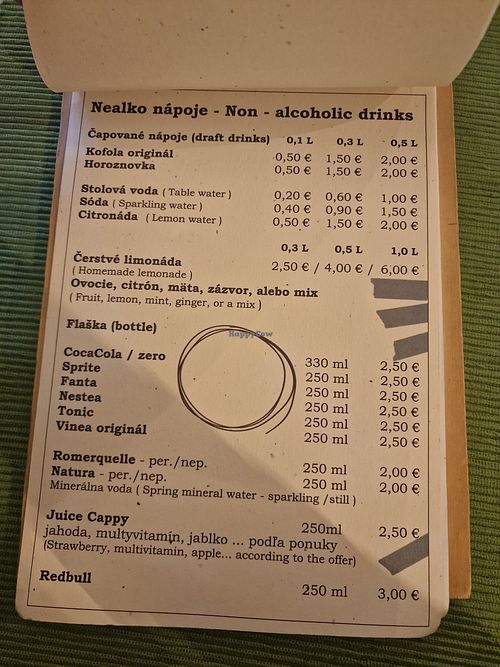 Nealko nápoje - Non - alcoholic drinks
Čapované nápoje (draft drinks) 0,1 L 0,3 L 0,5 L
Kofola originál 0,50 € 1,50 € 2,00 €
Horoznovka 0,50 € 1,50 € 2,00 €
Stolová voda ( Table water ) 0,20 € 0,60 € 1,00 €
Sóda ( Sparkling water ) 0,40 € 0,90 € 1,50 €
Citronáda ( Lemon water ) 0,50 € 1,50 € 2,00 €
0,3 L 0,5 L 1,0 L
Čerstvé limonáda 2,50 € / 4,00 € / 6,00 €
( Homemade lemonade )
Ovocie, citrón, mäta, zázvor, alebo mix
( Fruit, lemon, mint, ginger, or a mix )
HappyCow
Flaška (bottle)
CocaCola / zero 330 ml 2,50 €
Sprite 250 ml 2,50 €
Fanta 250 ml 2,50 €
Nestea 250 ml 2,50 €
Tonic 250 ml 2,50 €
Vinea originál 250 ml 2,50 €
Romerquelle - per./nep. 250 ml 2,00 €
Natura - per./nep. 250 ml 2,00 €
Minerálna voda ( Spring mineral water - sparkling /still )
Juice Cappy 250ml 2,50 €
jahoda, multyvitamín, jablko ... podľa ponuky
(Strawberry, multivitamin, apple... according to the offer)
Redbull 250 ml 3,00 €